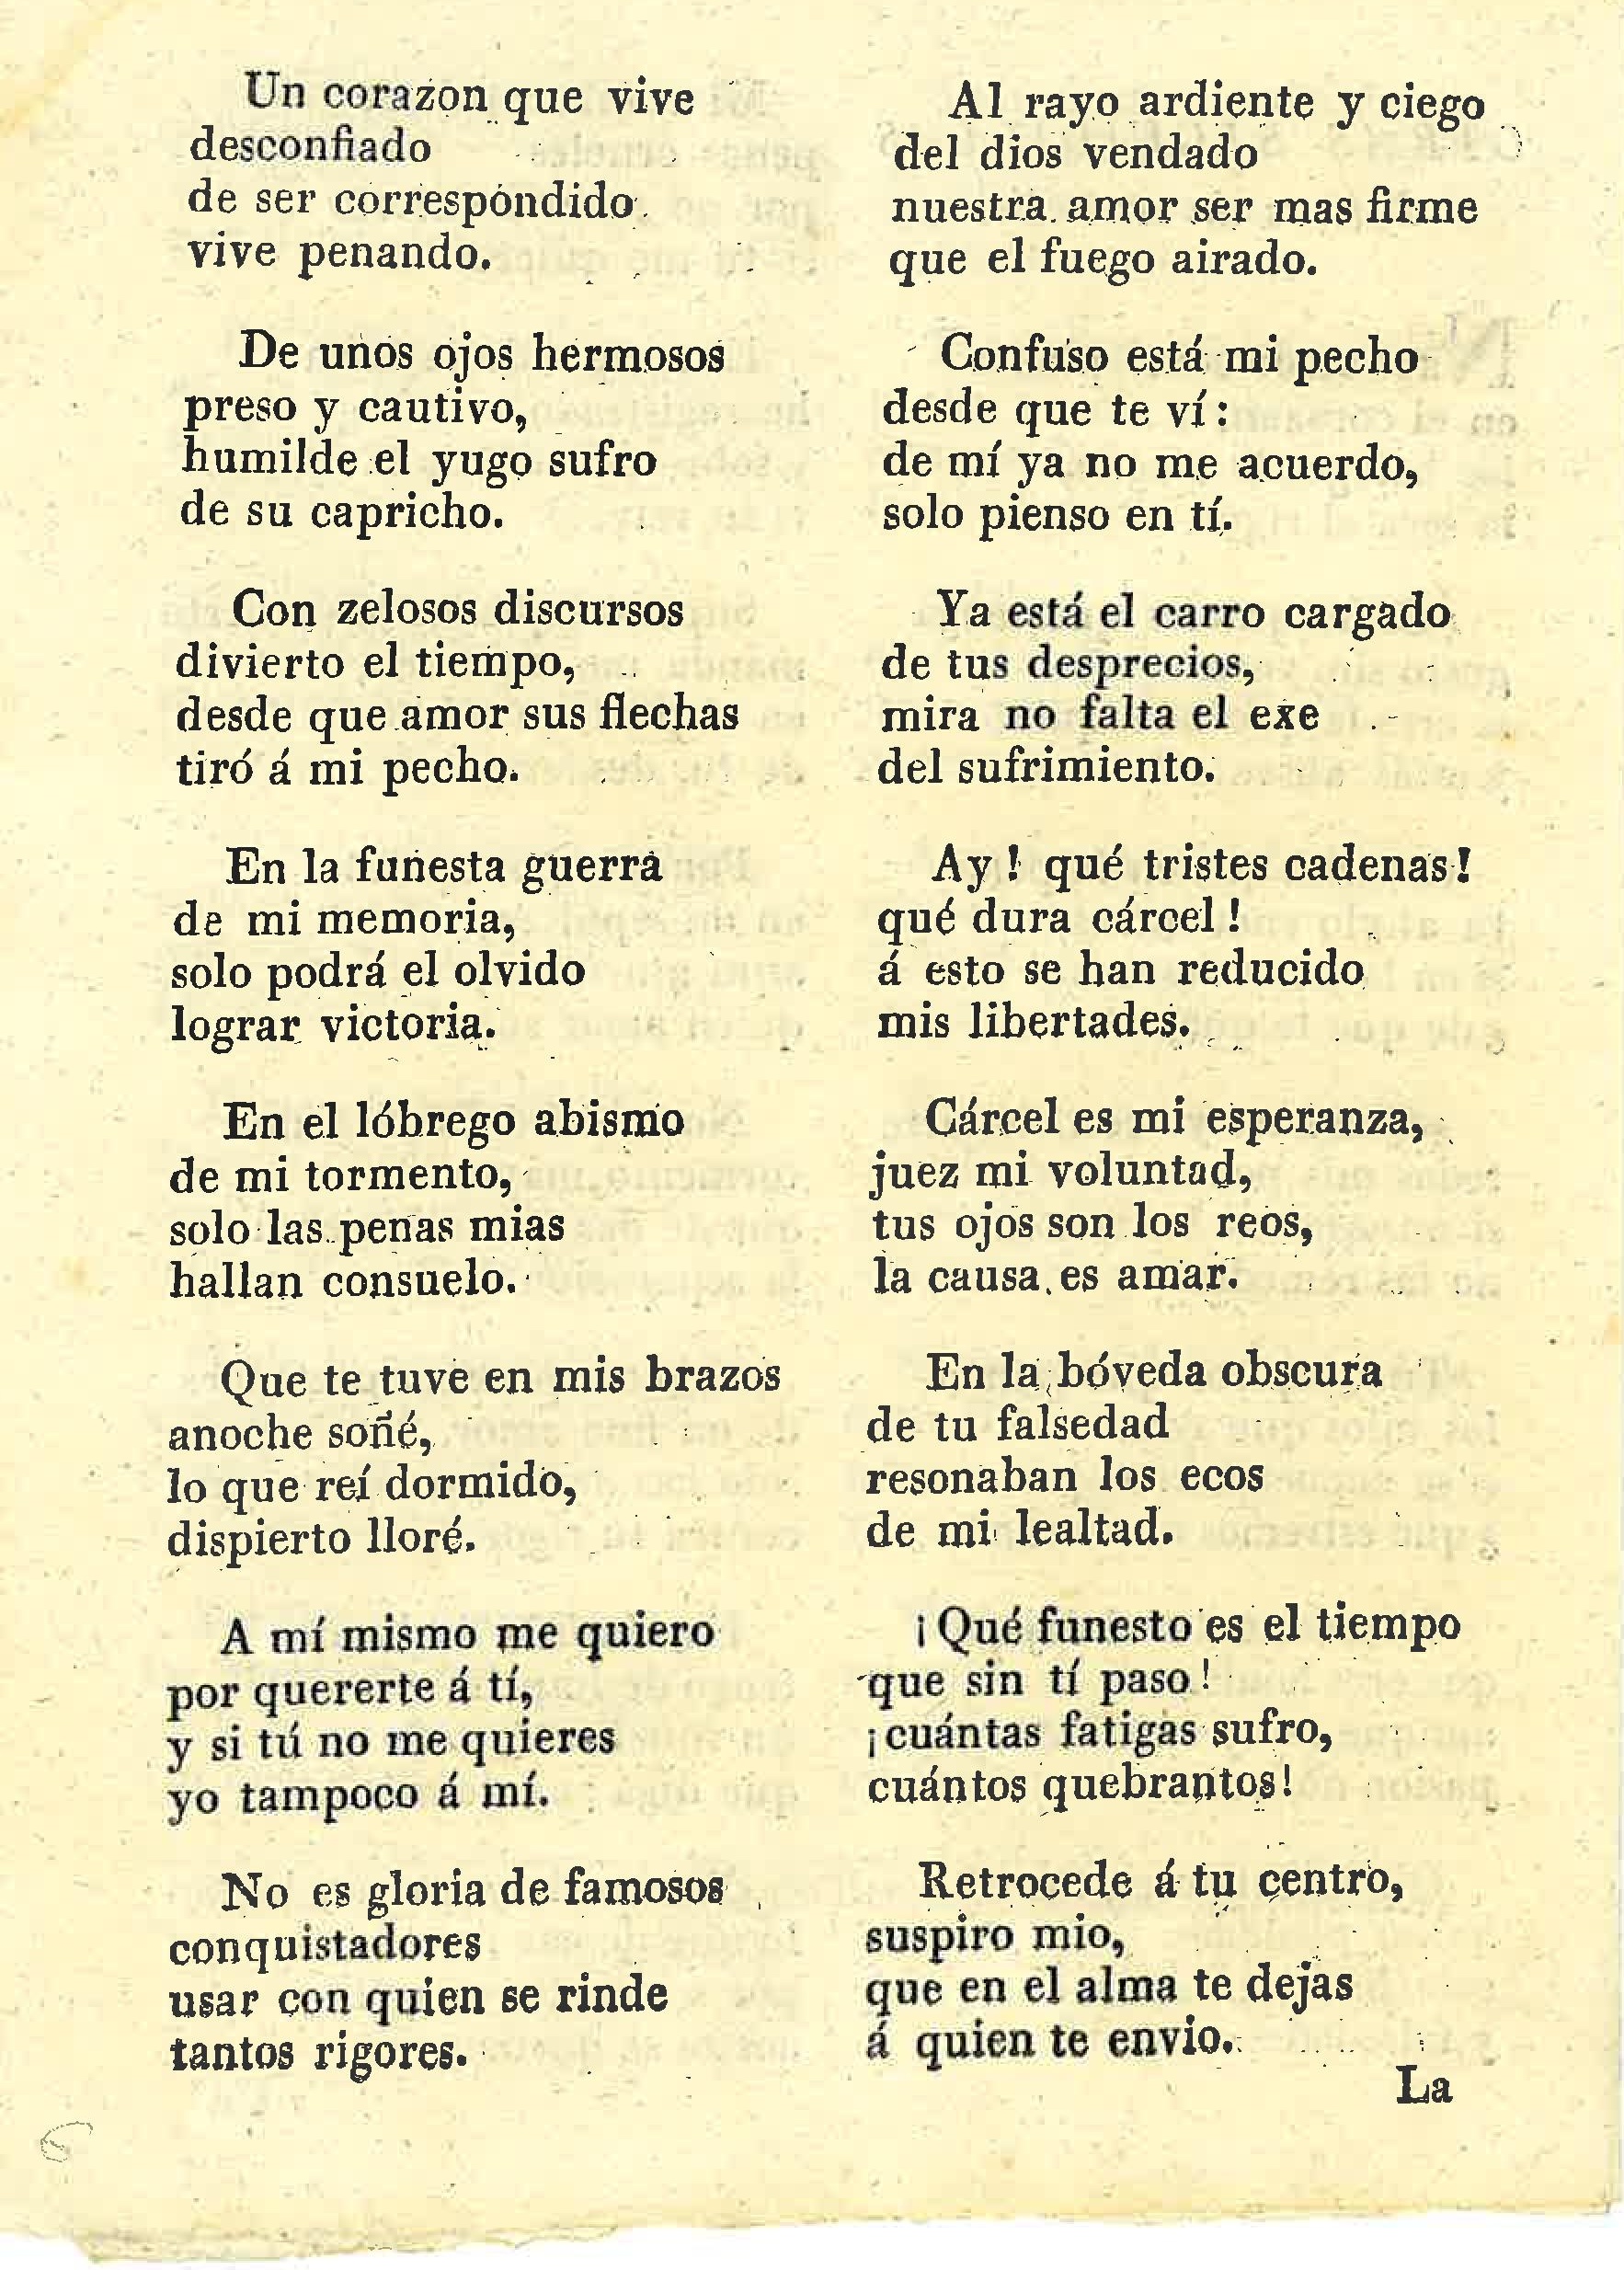 Un corazon que vive
desconfiado
de ser correspondido
vive penando.
De unos ojos hermosos
preso y cautivo,
humilde el yugo sufro
de su capricho.
Con zelosos discursos
divierto el tiempo,
desde que amor sus flechas
tiró á mi pecho.
En la funesta guerra
de mi memoria,
solo podrá el olvido
lograr victoria.
En el lóbrego abismo
de mi tormento,
solo las penas mias
hallan consuelo.
Que te tuve en mis brazos
anoche soñé,
lo que reí dormido,
dispierto lloré.
A mí mismo me quiero
por quererte á tí,
y si tú no me quieres
yo tampoco á mí.
No es gloria de famosos
conquistadores
usar con quien se rinde
tantos rigores.
Al rayo ardiente y ciego
del dios vendado
nuestra amor ser mas firme
que el fuego airado.
Confuso está mi pecho
desde que te ví:
de mí ya no me acuerdo,
solo pienso en tí.
Ya está el carro cargado
de tus desprecios,
mira no falta el exe
del sufrimiento.
Ay! qué tristes cadenas!
qué dura cárcel!
á esto se han reducido
mis libertades.
Cárcel es mi esperanza,
juez mi voluntad,
tus ojos son los reos,
la causa es amar.
En la bóveda obscura
de tu falsedad
resonaban los ecos
de mi lealtad.
¡Qué funesto es el tiempo
que sin tí paso!
¡cuántas fatigas sufro,
cuántos quebrantos!
Retrocede á tu centro,
suspiro mio,
que en el alma te dejas
á quien te envio.
La